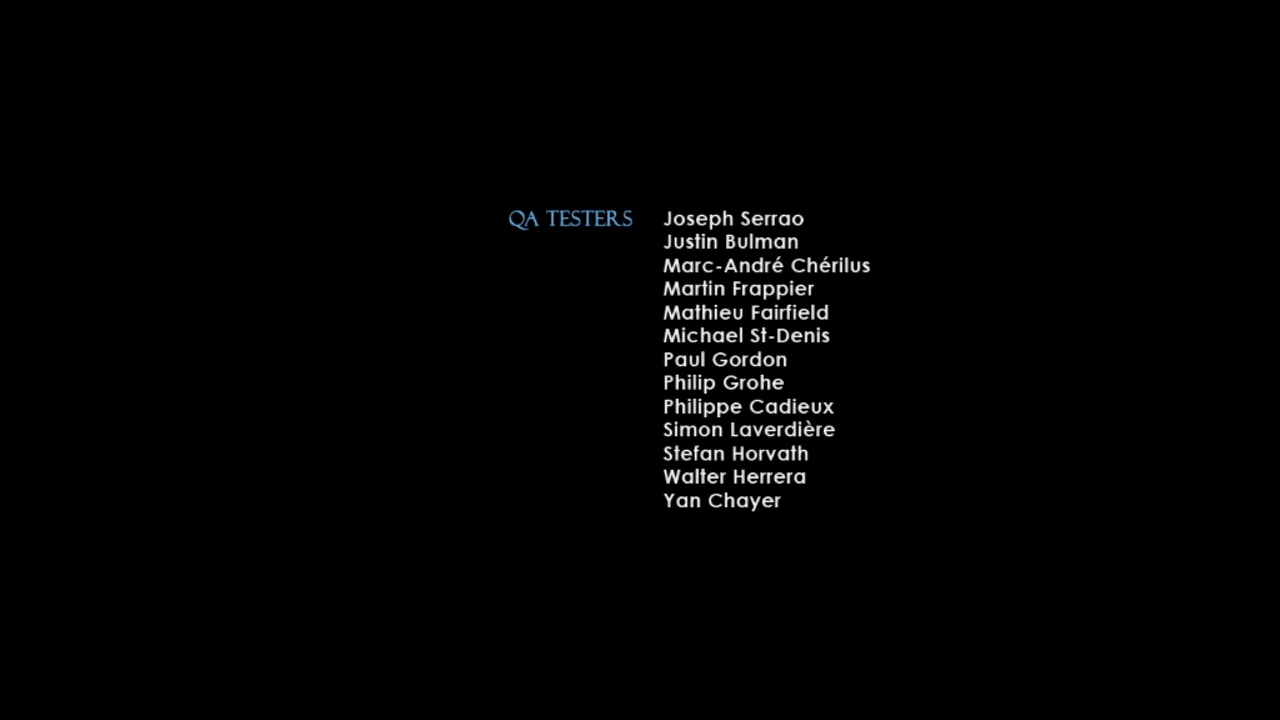 QA TESTERS Joseph Serrao
Justin Bulman
Marc-André Chérilus
Martin Frappier
Mathieu Fairfield
Michael St-Denis
Paul Gordon
Philip Grohe
Philippe Cadieux
Simon Laverdière
Stefan Horvath
Walter Herrera
Yan Chayer